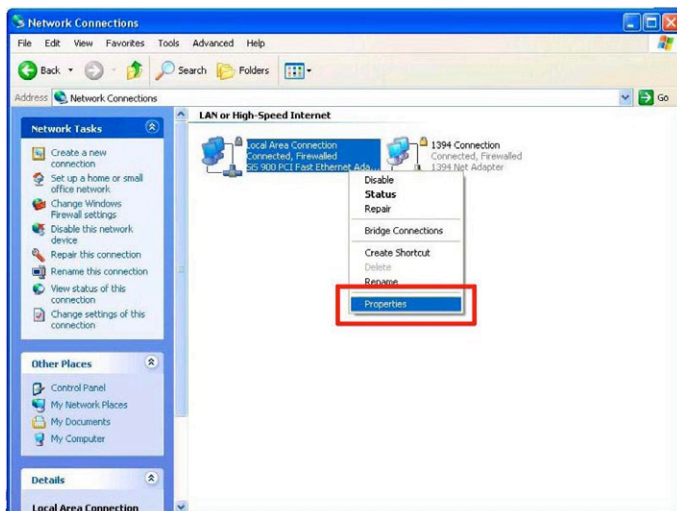 Network Connections
File Edit View Favorites Tools Advanced Help
Back Search Folders
Address Network Connections Go
Network Tasks
Create a new
connection
Set up a home or small
office network
Change Windows
Firewall settings
Disable this network
device
Repair this connection
Rename this connection
View status of this
connection
Change settings of this
connection
Other Places
Control Panel
My Network Places
My Documents
My Computer
Details
Local Area Connection
LAN or High-Speed Internet
Local Area Connection
Connected, Firewalled
SiS 900 PCI Fast Ethernet Ada...
1394 Connection
Connected, Firewalled
1394 Net Adapter
Disable
Status
Repair
Bridge Connections
Create Shortcut
Delete
Rename
Properties